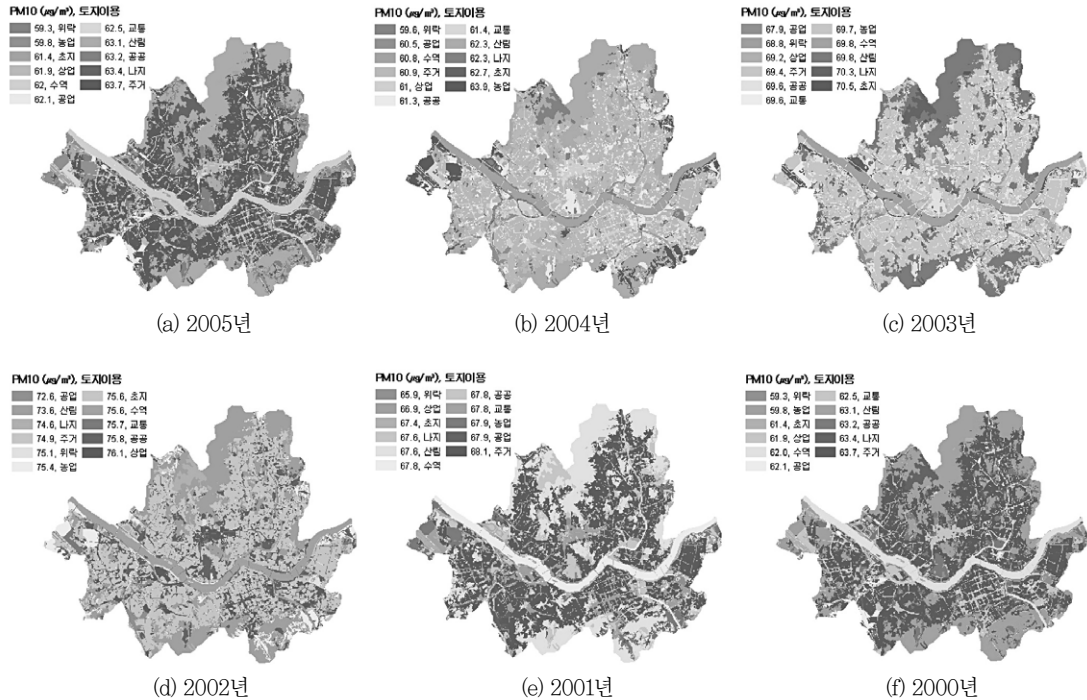 PM10 (㎍/㎥), 토지이용
59.3, 위락
59.8, 농업
61.4, 초지
61.9, 상업
62, 수역
62.1, 공업
62.5, 교통
63.1, 산림
63.2, 공공
63.4, 나지
63.7, 주거
(a) 2005년
PM10 (㎍/㎥), 토지이용
59.6, 위락
60.5, 공업
60.8, 수역
60.9, 주거
61, 상업
61.3, 공공
61.4, 교통
62.3, 산림
62.3, 나지
62.7, 초지
63.9, 농업
(b) 2004년
PM10 (㎍/㎥), 토지이용
67.9, 공업
68.8, 위락
69.2, 상업
69.4, 주거
69.6, 공공
69.6, 교통
69.7, 농업
69.8, 수역
69.8, 산림
70.3, 나지
70.5, 초지
(c) 2003년
PM10 (㎍/㎥), 토지이용
72.6, 공업
73.6, 산림
74.6, 나지
74.9, 주거
75.1, 위락
75.4, 농업
75.6, 초지
75.6, 수역
75.7, 교통
75.8, 공공
76.1, 상업
(d) 2002년
PM10 (㎍/㎥), 토지이용
65.9, 위락
66.9, 상업
67.4, 초지
67.6, 나지
67.6, 산림
67.8, 수역
67.8, 공공
67.8, 교통
67.9, 농업
67.9, 공업
68.1, 주거
(e) 2001년
PM10 (㎍/㎥), 토지이용
59.3, 위락
59.8, 농업
61.4, 초지
61.9, 상업
62.0, 수역
62.1, 공업
62.5, 교통
63.1, 산림
63.2, 공공
63.4, 나지
63.7, 주거
(f) 2000년